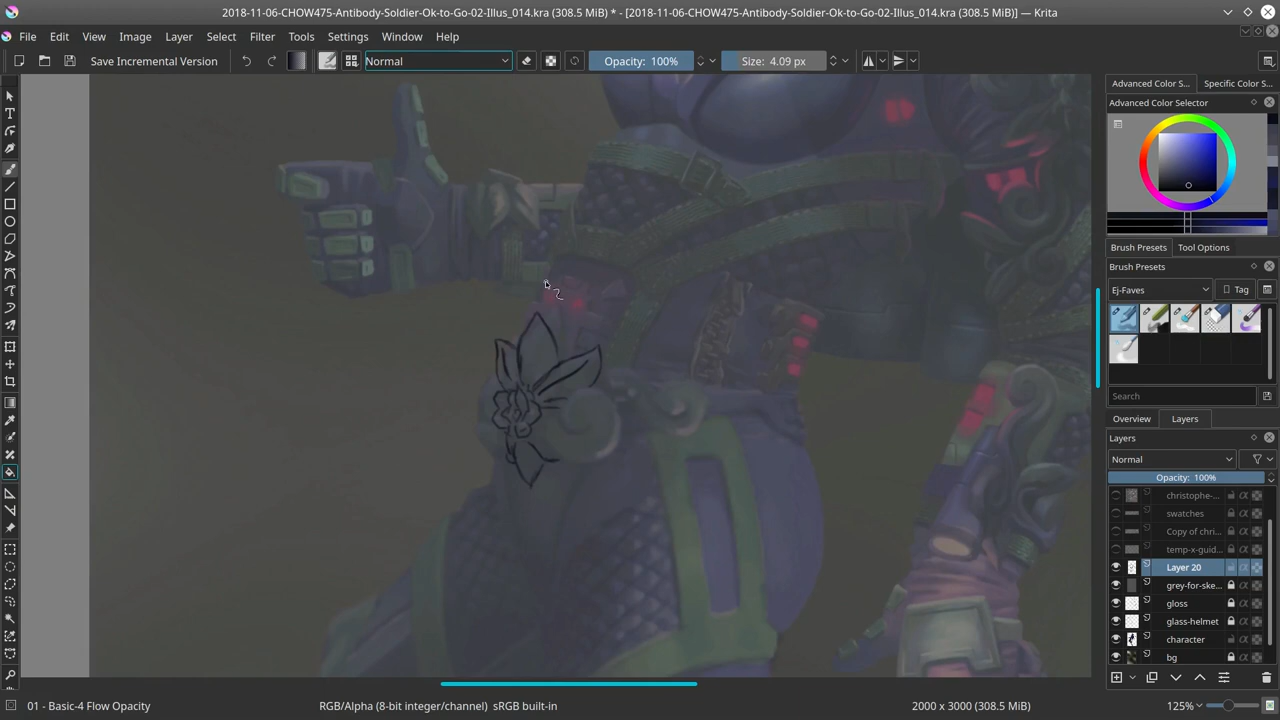 2018-11-06-CHOW475-Antibody-Soldier-Ok-to-Go-02-Illus_014.kra (308.5 MiB) * - [2018-11-06-CHOW475-Antibody-Soldier-Ok-to-Go-02-Illus_014.kra (308.5 MiB)] — Krita
File Edit View Image Layer Select Filter Tools Settings Window Help
Save Incremental Version Normal Opacity: 100% Size: 4.09 px
Advanced Color S... Specific Color S...
Advanced Color Selector
Brush Presets Tool Options
Brush Presets
Ej-Faves Tag
Search
Overview Layers
Layers
Normal
Opacity: 100%
christophe-...
swatches
Copy of chri...
temp-x-guid...
Layer 20
grey-for-ske...
gloss
glass-helmet
character
bg
01 - Basic-4 Flow Opacity RGB/Alpha (8-bit integer/channel) sRGB built-in 2000 x 3000 (308.5 MiB) 125%